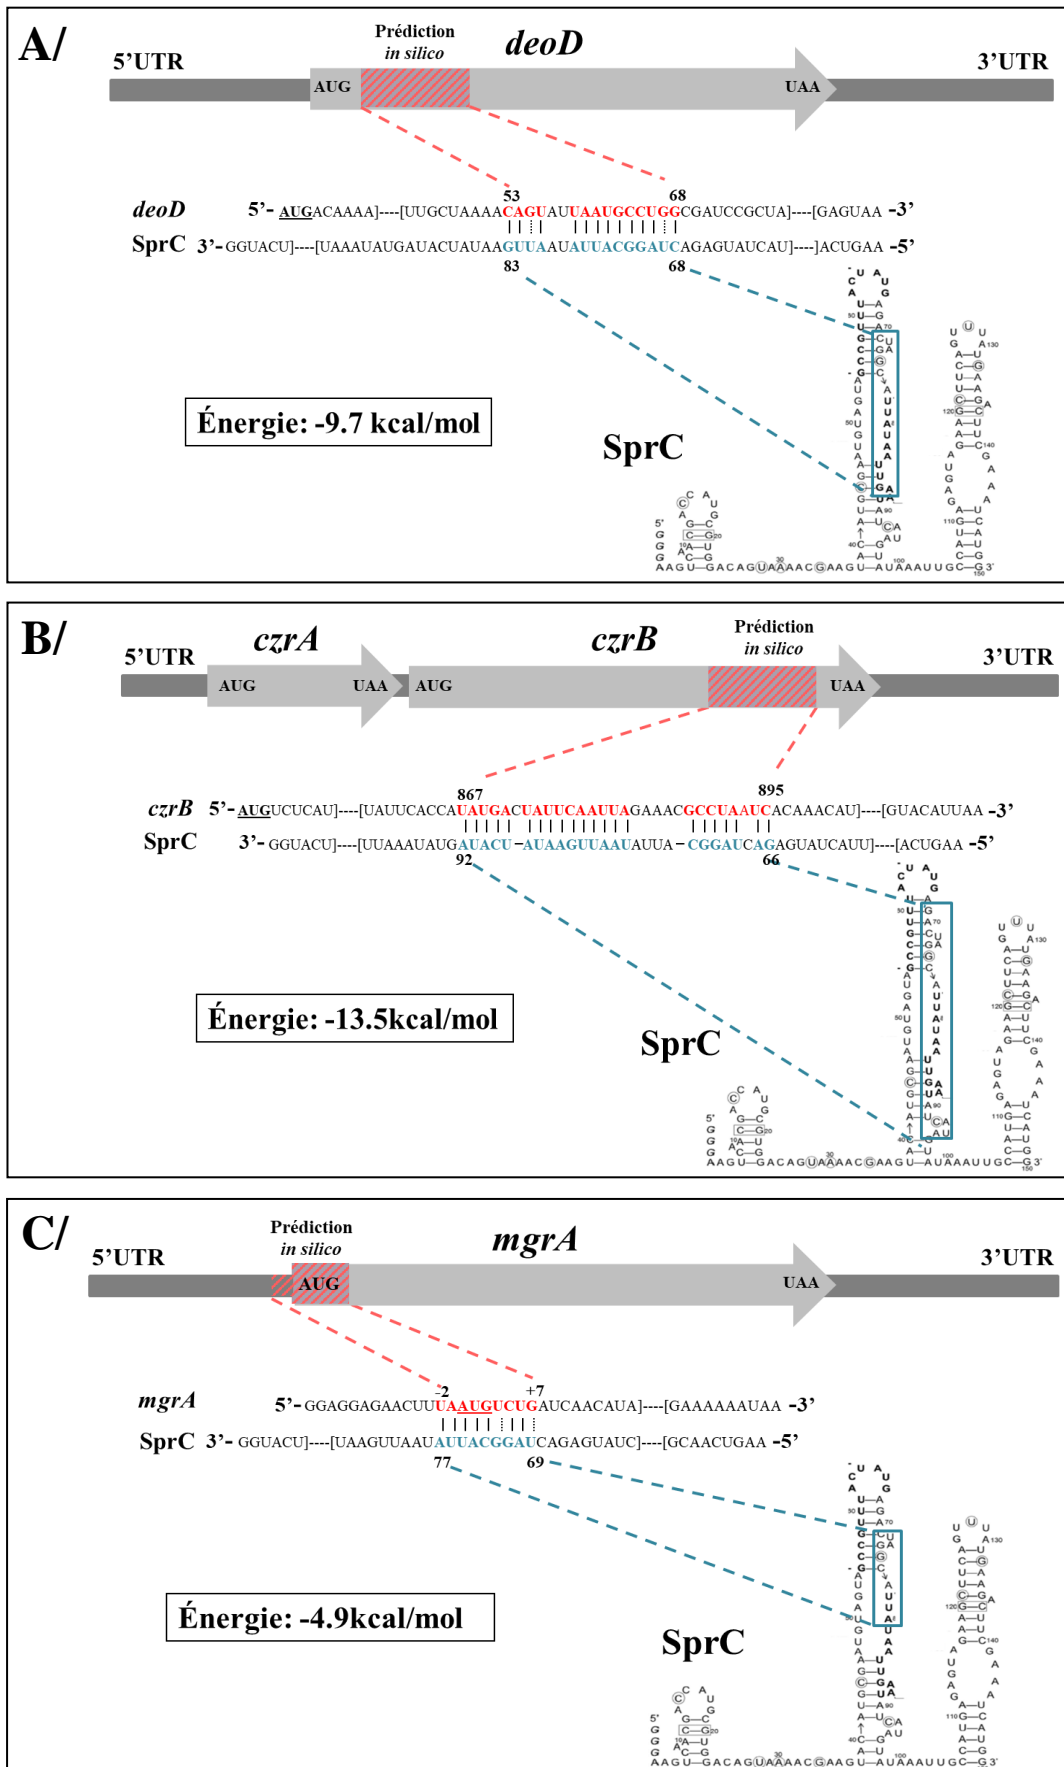 A/
Prédiction
in silico
deoD
5'UTR
3'UTR
AUG
UAA
53
68
deoD 5'- AUGACAAAA]----[UUGCUAAAACAGUAUUAAUGCCUGGCGAUCCGCUA]----[GAGUAA -3'
SprC 3'- GGUACU]----[UAAAUAUGAUACUAUAAGUUAAUAUUACGGAUCAGAGUAUCAU]----[ACUGAA -5'
83
68
Énergie: -9.7 kcal/mol
SprC
B/
czrA
czrB
Prédiction
in silico
5'UTR
3'UTR
AUG
UAA
AUG
UAA
867
895
czrB 5'- AUGUCUCAU]----[UAUUCACCAUAUGACUAUUCAAUUAGAAACGCCUAAUCACAAACAU]----[GUACAUUAA -3'
SprC 3'- GGUACU]----[UUAAAUAUGAUACU–AUAAGUUAAUAUUA–CGGAUCAGAGUAUCAUU]----[ACUGAA -5'
92
66
Énergie: -13.5kcal/mol
SprC
C/
Prédiction
in silico
mgrA
5'UTR
3'UTR
AUG
UAA
-2
+7
mgrA 5'- GGAGGAGAACUUUAAUGUCUGAUCAACAUA]----[GAAAAAAUAA -3'
SprC 3'- GGUACU]----[UAAGUUAAUAUUACGGAUCAGAGUAUC]----[GCAACUGAA -5'
77
69
Énergie: -4.9kcal/mol
SprC